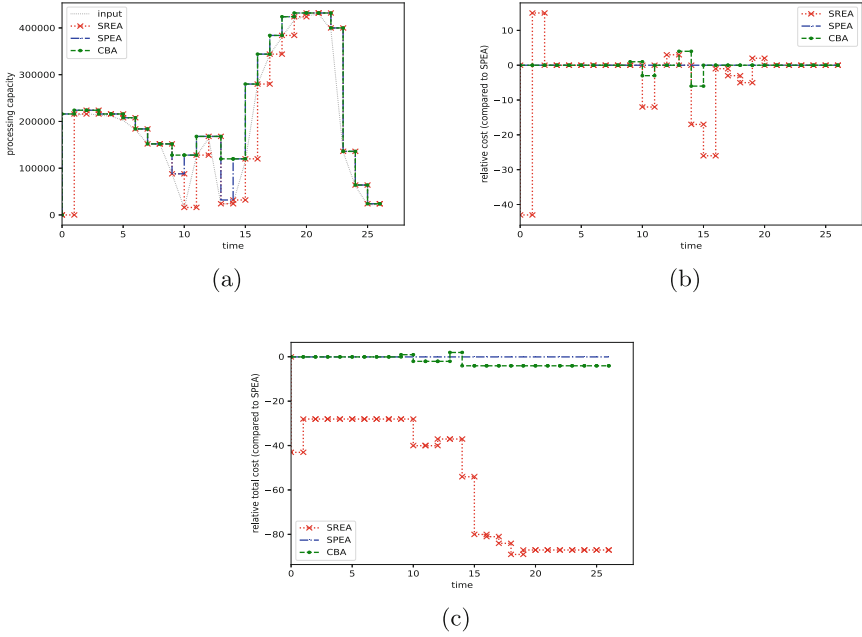 input
SREA
SPEA
CBA
processing capacity
400000
300000
200000
100000
0
0 5 10 15 20 25
time
(a)
SREA
SPEA
CBA
relative cost (compared to SPEA)
10
0
−10
−20
−30
−40
0 5 10 15 20 25
time
(b)
relative total cost (compared to SPEA)
0
−20
−40
−60
−80
SREA
SPEA
CBA
0 5 10 15 20 25
time
(c)